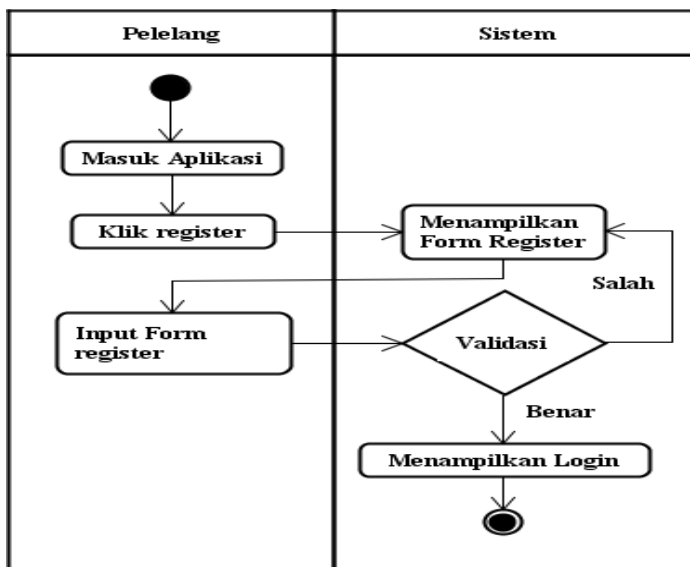 Pelelang
Sistem
Masuk Aplikasi
Klik register
Menampilkan
Form Register
Salah
Input Form
register
Validasi
Benar
Menampilkan Login